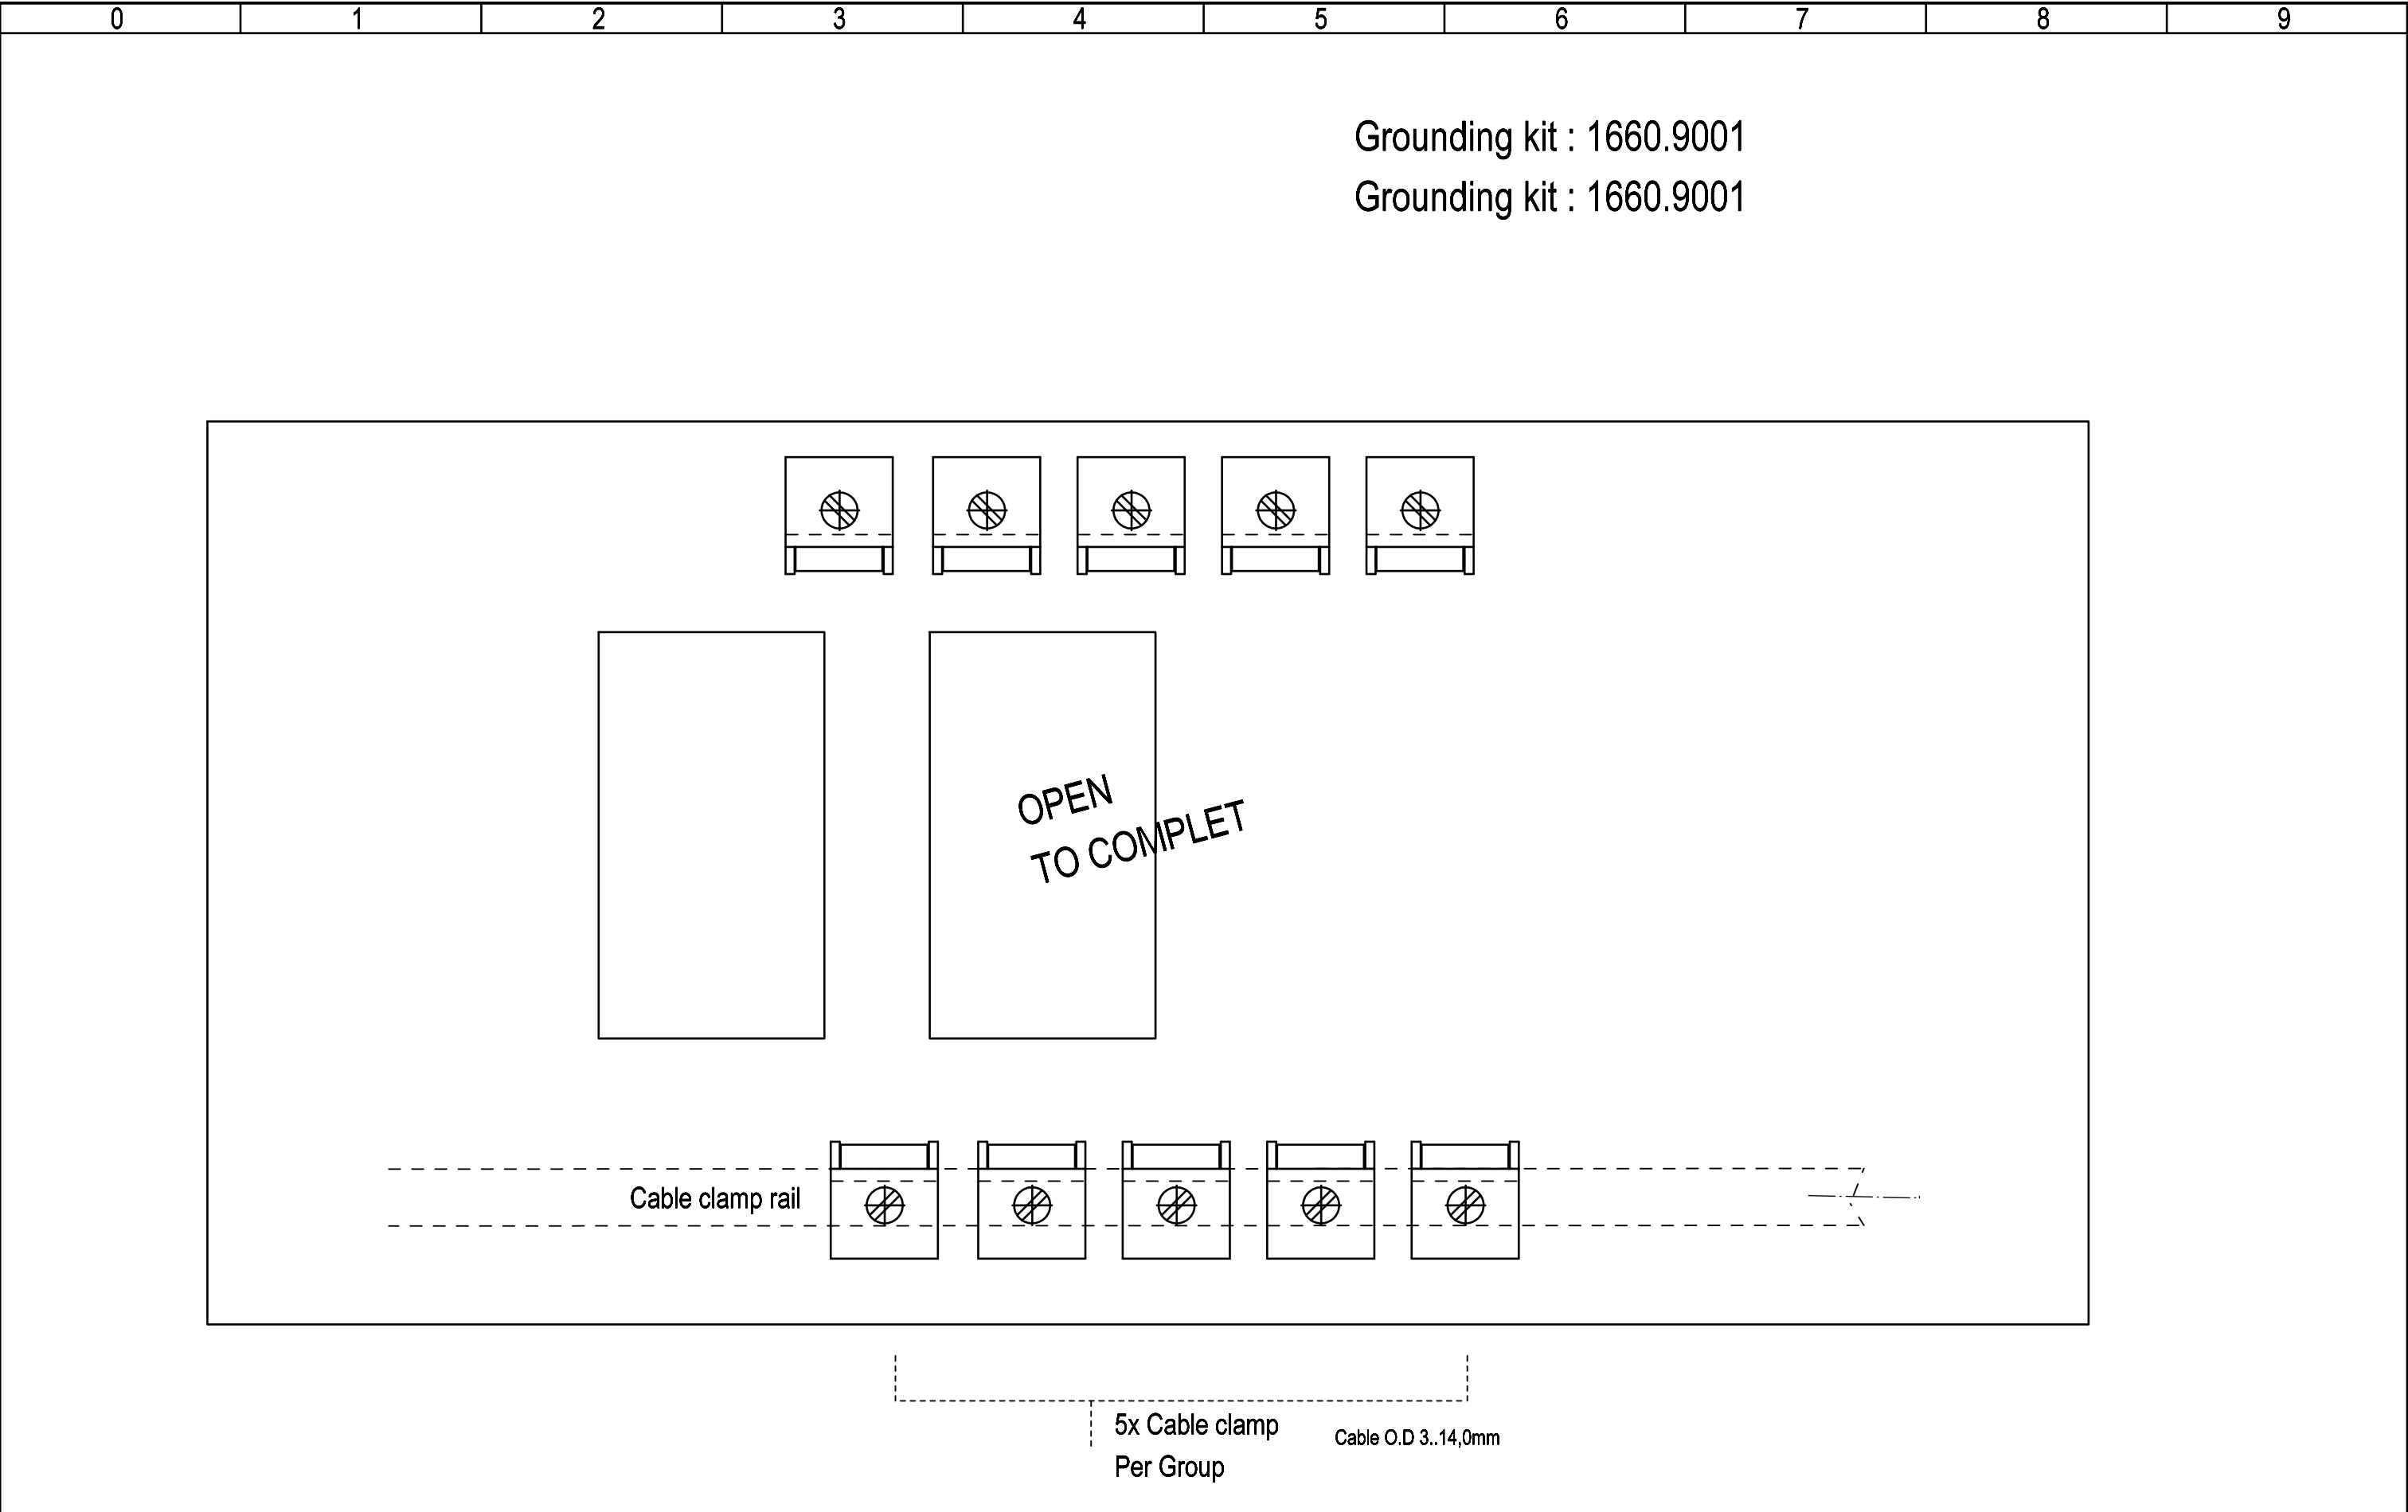 0 1 2 3 4 5 6 7 8 9
Grounding kit : 1660.9001
Grounding kit : 1660.9001
OPEN
TO COMPLET
Cable clamp rail
5x Cable clamp
Cable O.D 3..14,0mm
Per Group